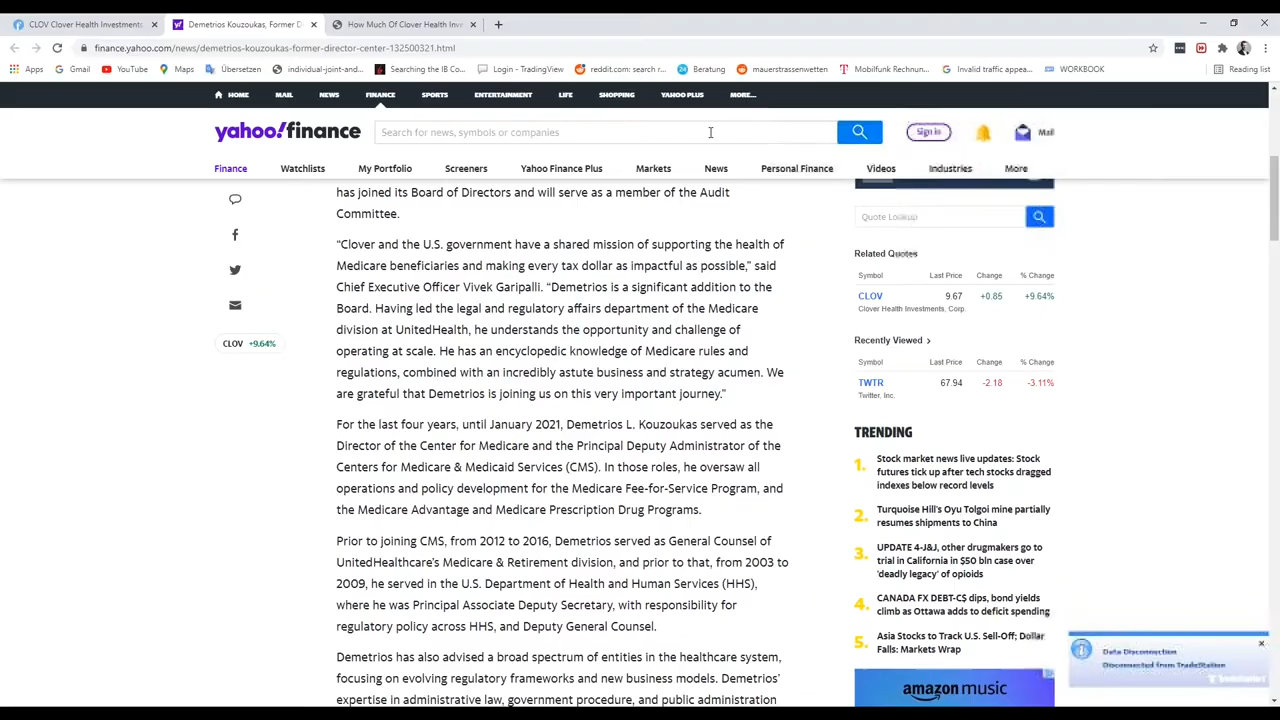 CLOV Clover Health Investments
Demetrios Kouzoukas, Former D
How Much Of Clover Health Inve
finance.yahoo.com/news/demetrios-kouzoukas-former-director-center-132500321.html
Apps Gmail YouTube Maps Übersetzen individual-joint-and... Searching the IB Co... Login - TradingView reddit.com: search r... Beratung mauerstrassenwetten Mobilfunk Rechnun... Invalid traffic appea... WORKBOOK Reading list
HOME MAIL NEWS FINANCE SPORTS ENTERTAINMENT LIFE SHOPPING YAHOO PLUS MORE...
yahoo!finance
Search for news, symbols or companies
Sign in
Mail
Finance Watchlists My Portfolio Screeners Yahoo Finance Plus Markets News Personal Finance Videos Industries More
has joined its Board of Directors and will serve as a member of the Audit
Committee.
“Clover and the U.S. government have a shared mission of supporting the health of
Medicare beneficiaries and making every tax dollar as impactful as possible,” said
Chief Executive Officer Vivek Garipalli. “Demetrios is a significant addition to the
Board. Having led the legal and regulatory affairs department of the Medicare
division at UnitedHealth, he understands the opportunity and challenge of
operating at scale. He has an encyclopedic knowledge of Medicare rules and
regulations, combined with an incredibly astute business and strategy acumen. We
are grateful that Demetrios is joining us on this very important journey.”
For the last four years, until January 2021, Demetrios L. Kouzoukas served as the
Director of the Center for Medicare and the Principal Deputy Administrator of the
Centers for Medicare & Medicaid Services (CMS). In those roles, he oversaw all
operations and policy development for the Medicare Fee-for-Service Program, and
the Medicare Advantage and Medicare Prescription Drug Programs.
Prior to joining CMS, from 2012 to 2016, Demetrios served as General Counsel of
UnitedHealthcare's Medicare & Retirement division, and prior to that, from 2003 to
2009, he served in the U.S. Department of Health and Human Services (HHS),
where he was Principal Associate Deputy Secretary, with responsibility for
regulatory policy across HHS, and Deputy General Counsel.
Demetrios has also advised a broad spectrum of entities in the healthcare system,
focusing on evolving regulatory frameworks and new business models. Demetrios’
expertise in administrative law, government procedure, and public administration
CLOV +9.64%
Quote Lookup
Related Quotes
Symbol Last Price Change % Change
CLOV 9.67 +0.85 +9.64%
Clover Health Investments, Corp.
Recently Viewed
Symbol Last Price Change % Change
TWTR 67.94 -2.18 -3.11%
Twitter, Inc.
TRENDING
1. Stock market news live updates: Stock
futures tick up after tech stocks dragged
indexes below record levels
2. Turquoise Hill's Oyu Tolgoi mine partially
resumes shipments to China
3. UPDATE 4-J&J, other drugmakers go to
trial in California in $50 bln case over
'deadly legacy' of opioids
4. CANADA FX DEBT-C$ dips, bond yields
climb as Ottawa adds to deficit spending
5. Asia Stocks to Track U.S. Sell-Off; Dollar
Falls: Markets Wrap
amazon music
Data Disconnection
Disconnected from TradeStation